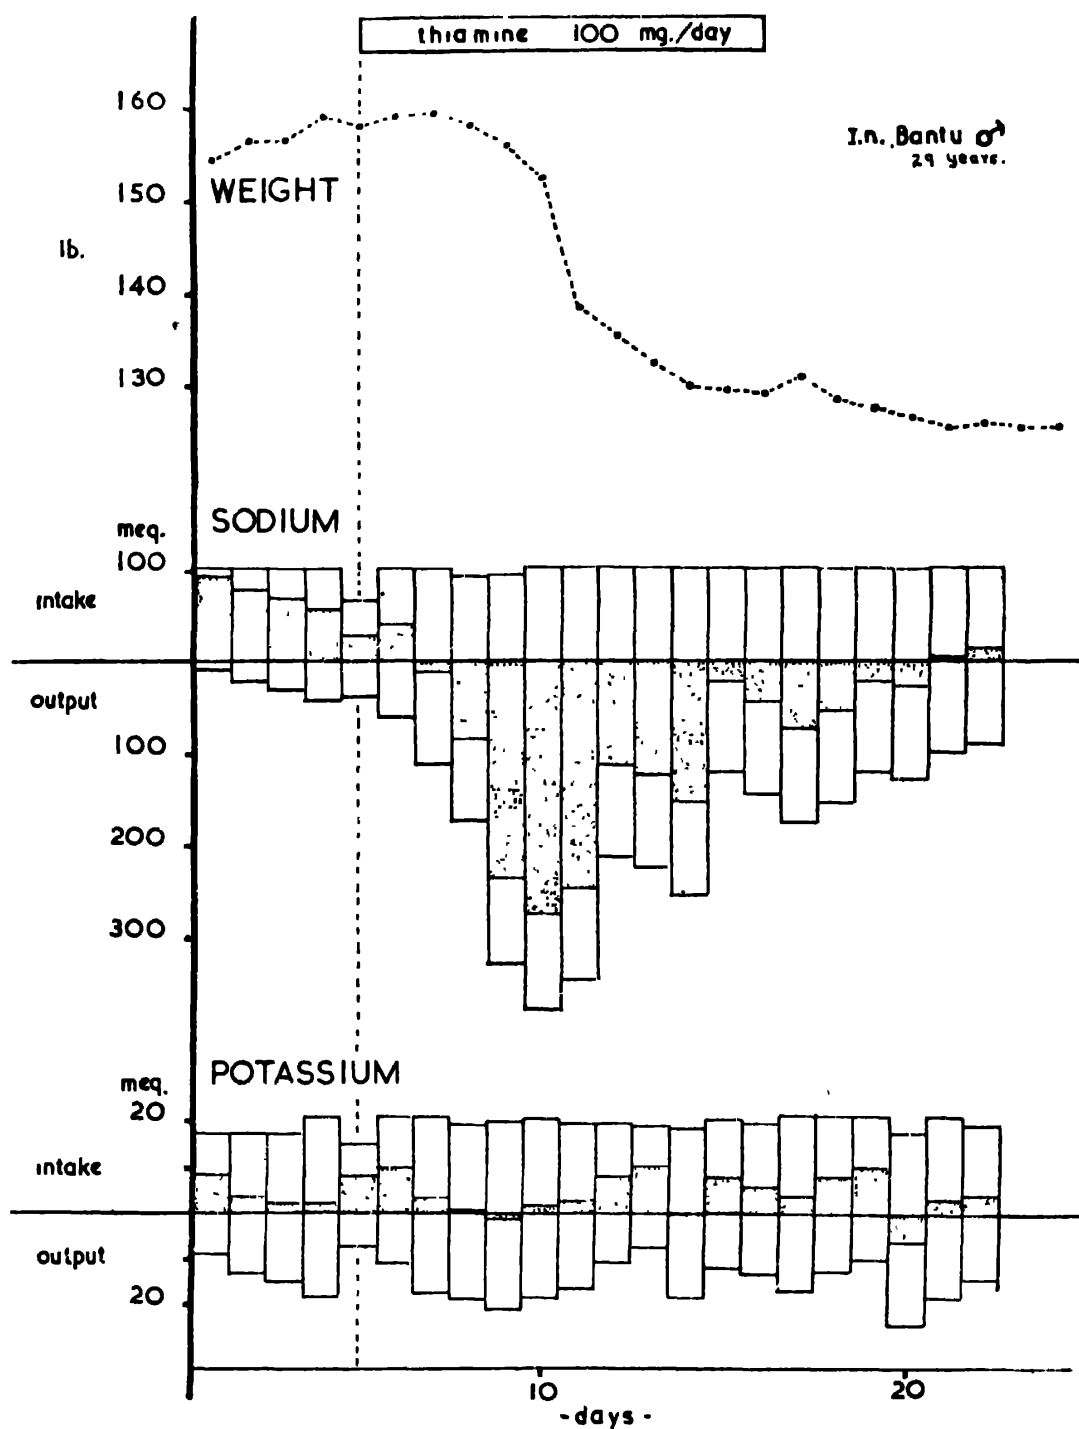 thiamine 100 mg./day
160
I.n. Bantu ♂
29 years.
150
WEIGHT
lb.
140
130
SODIUM
meq.
100
intake
output
100
200
300
POTASSIUM
meq.
20
intake
output
20
10
20
-days-